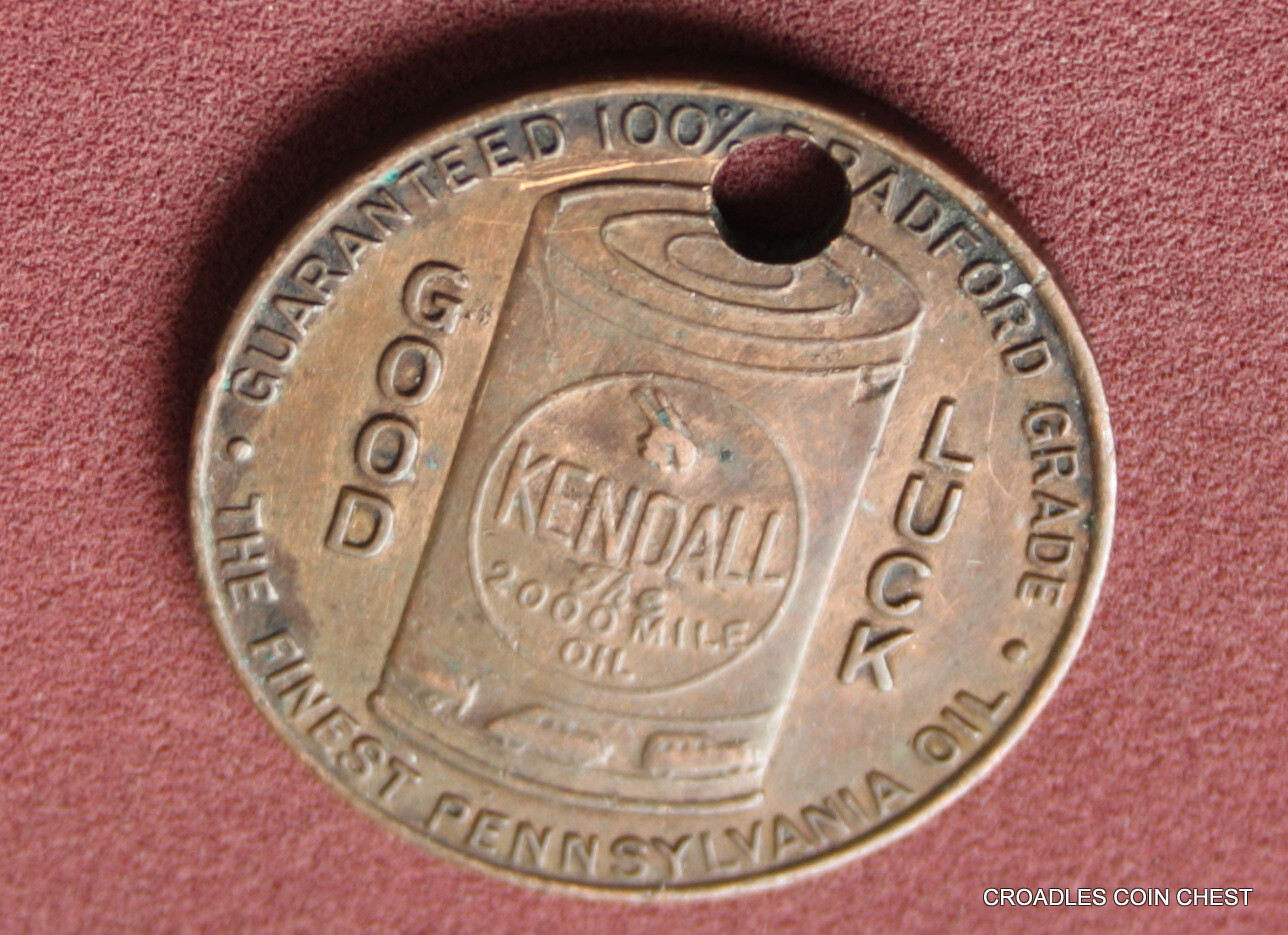 GUARANTEED 100% BRADFORD GRADE
GOOD
LUCK
KENDALL
The
2000 MILE
OIL
• THE FINEST PENNSYLVANIA OIL •
CROADLES COIN CHEST